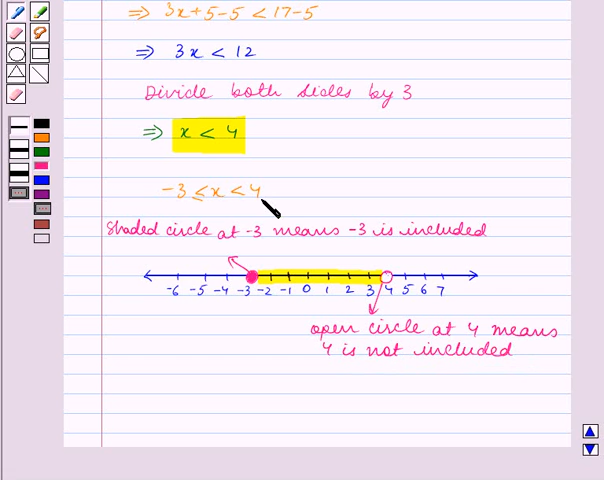 ⇒ 3x+5-5 < 17-5
⇒ 3x < 12
Divide both sides by 3
⇒ x < 4
-3 ≤ x < 4
Shaded circle at -3 means -3 is included
-6 -5 -4 -3 -2 -1 0 1 2 3 4 5 6 7
open circle at 4 means
4 is not included